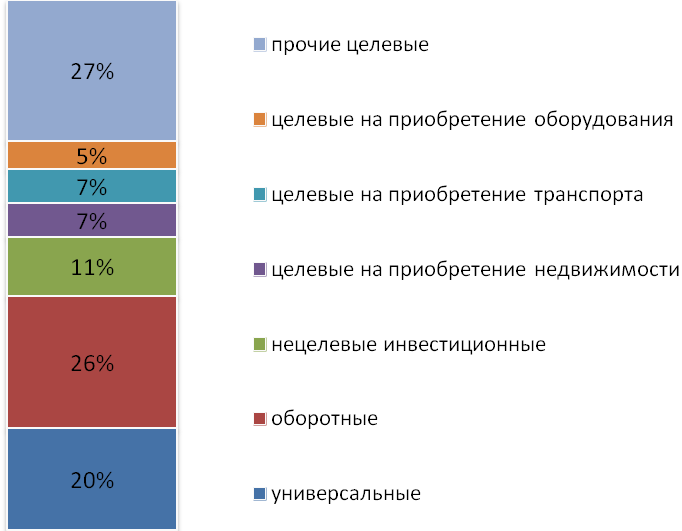 27%
5%
7%
7%
11%
26%
20%
прочие целевые
целевые на приобретение оборудования
целевые на приобретение транспорта
целевые на приобретение недвижимости
нецелевые инвестиционные
оборотные
универсальные